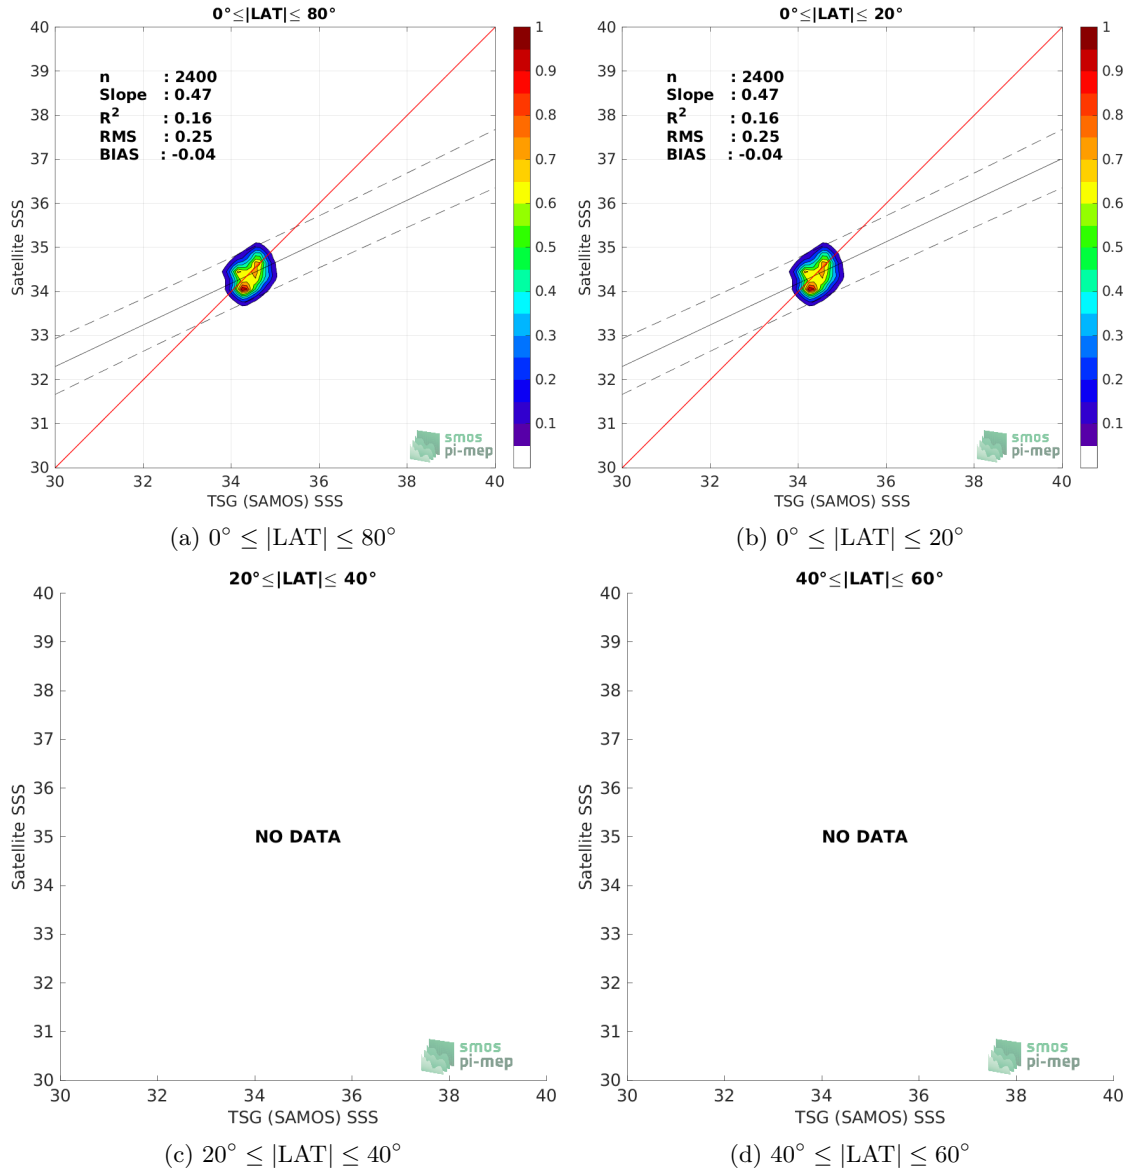 0°≤|LAT|≤ 80°
0°≤|LAT|≤ 20°
40
39
38
37
36
35
34
33
32
31
30
Satellite SSS
n : 2400
Slope : 0.47
R² : 0.16
RMS : 0.25
BIAS : -0.04
smos
pi-mep
30 32 34 36 38 40
TSG (SAMOS) SSS
1
0.9
0.8
0.7
0.6
0.5
0.4
0.3
0.2
0.1
40
39
38
37
36
35
34
33
32
31
30
Satellite SSS
n : 2400
Slope : 0.47
R² : 0.16
RMS : 0.25
BIAS : -0.04
smos
pi-mep
30 32 34 36 38 40
TSG (SAMOS) SSS
1
0.9
0.8
0.7
0.6
0.5
0.4
0.3
0.2
0.1
(a) 0° ≤ |LAT| ≤ 80°
(b) 0° ≤ |LAT| ≤ 20°
20°≤|LAT|≤ 40°
40
39
38
37
36
35
34
33
32
31
30
Satellite SSS
NO DATA
smos
pi-mep
30 32 34 36 38 40
TSG (SAMOS) SSS
40°≤|LAT|≤ 60°
40
39
38
37
36
35
34
33
32
31
30
Satellite SSS
NO DATA
smos
pi-mep
30 32 34 36 38 40
TSG (SAMOS) SSS
(c) 20° ≤ |LAT| ≤ 40°
(d) 40° ≤ |LAT| ≤ 60°